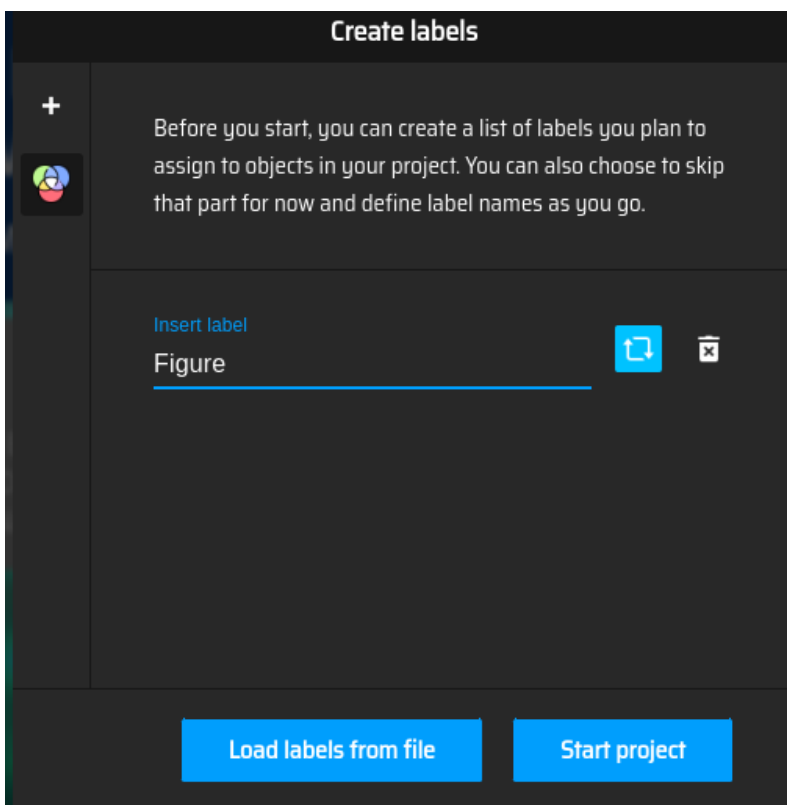 Create labels
+
Before you start, you can create a list of labels you plan to
assign to objects in your project. You can also choose to skip
that part for now and define label names as you go.
Insert label
Figure
Load labels from file
Start project